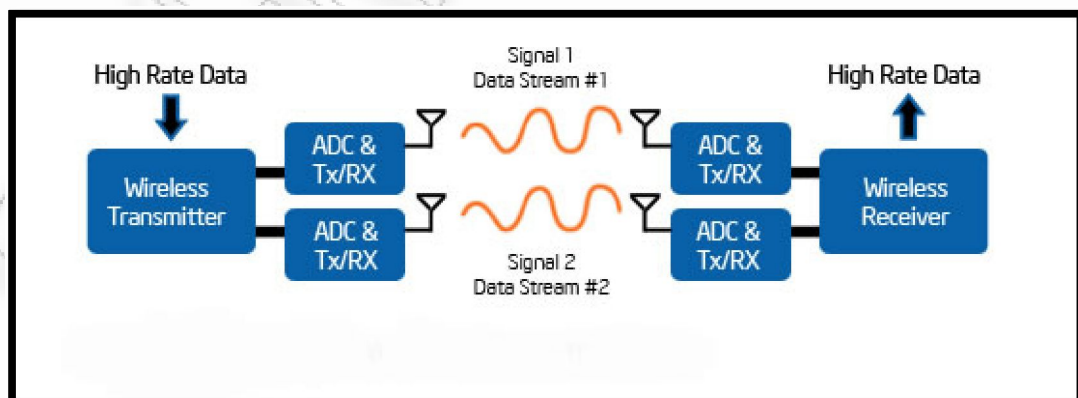 Signal 1
Data Stream #1
High Rate Data
High Rate Data
ADC &
Tx/RX
ADC &
Tx/RX
Wireless
Transmitter
Wireless
Receiver
ADC &
Tx/RX
ADC &
Tx/RX
Signal 2
Data Stream #2